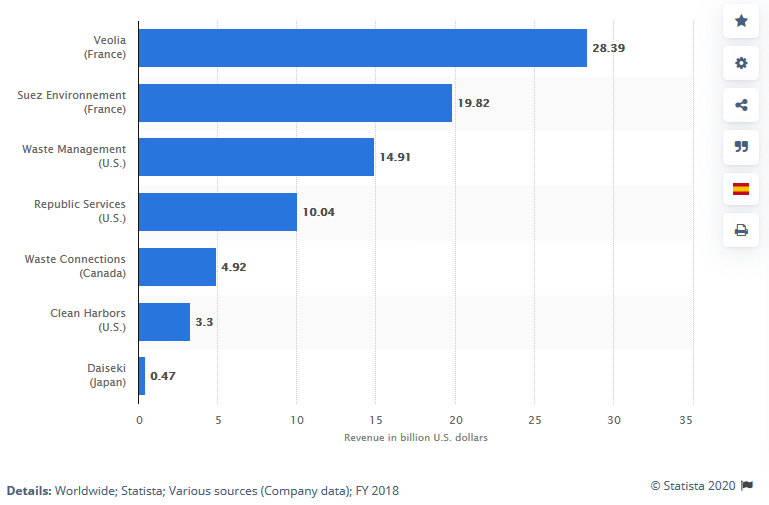 Veolia
(France)
28.39
Suez Environnement
(France)
19.82
Waste Management
(U.S.)
14.91
Republic Services
(U.S.)
10.04
Waste Connections
(Canada)
4.92
Clean Harbors
(U.S.)
3.3
Daiseki
(Japan)
0.47
0 5 10 15 20 25 30 35
Revenue in billion U.S. dollars
Details: Worldwide; Statista; Various sources (Company data); FY 2018
© Statista 2020